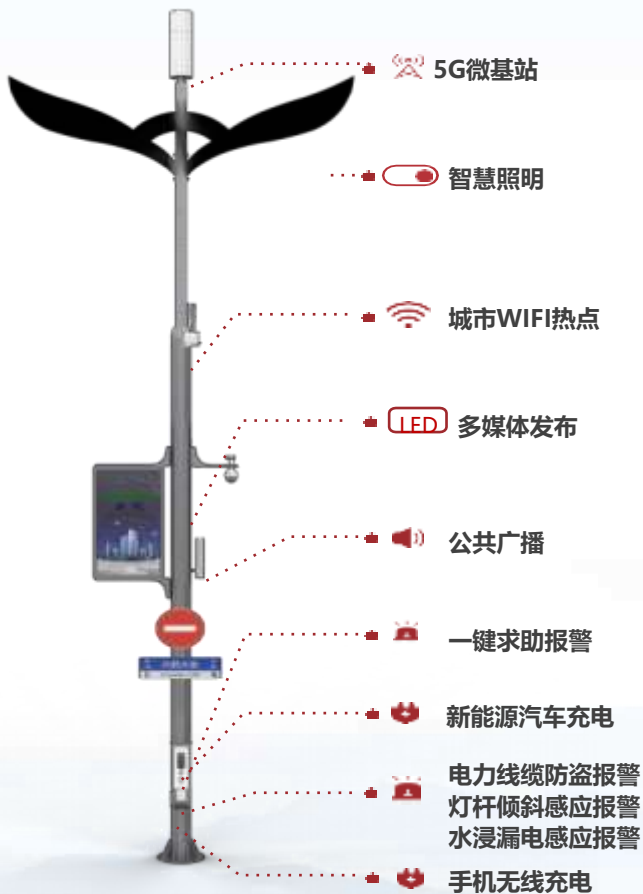 5G微基站
智慧照明
城市WIFI热点
LED 多媒体发布
公共广播
一键求助报警
新能源汽车充电
电力线缆防盗报警
灯杆倾斜感应报警
水浸漏电感应报警
手机无线充电